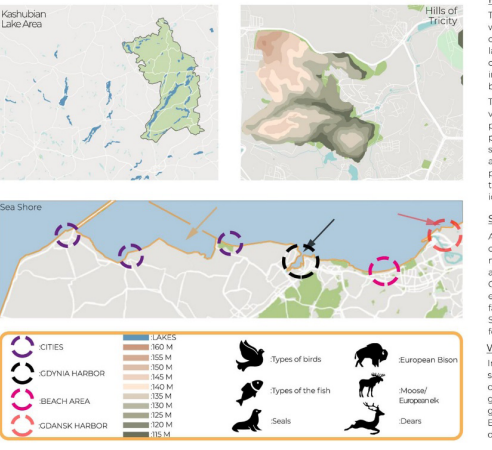 Kashubian
Lake Area
Hills of
Tricity
Sea Shore
:CITIES
:GDYNIA HARBOR
:BEACH AREA
:GDANSK HARBOR
:LAKES
:160 M
:155 M
:150 M
:145 M
:140 M
:135 M
:130 M
:125 M
:120 M
:115 M
:Types of birds
:Types of the fish
:Seals
:European Bison
:Moose/
European elk
:Dears